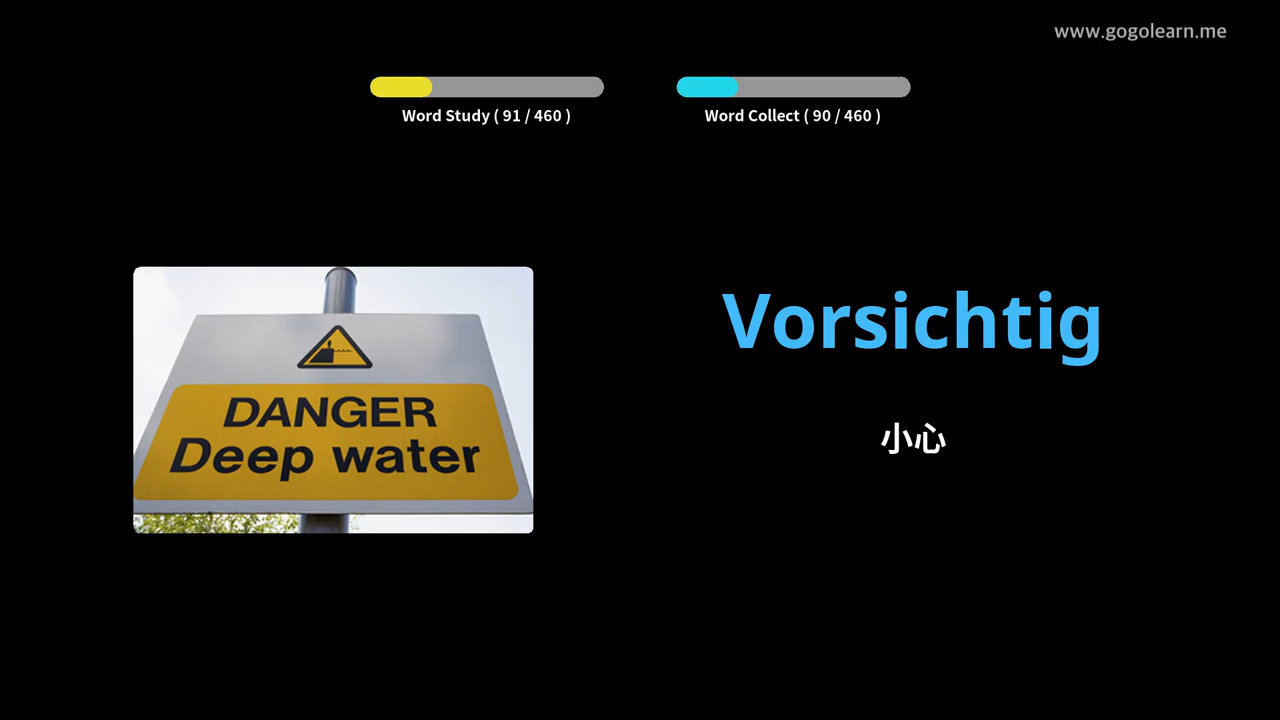 www.gogolearn.me
Word Study ( 91 / 460 )
Word Collect ( 90 / 460 )
DANGER
Deep water
Vorsichtig
小心